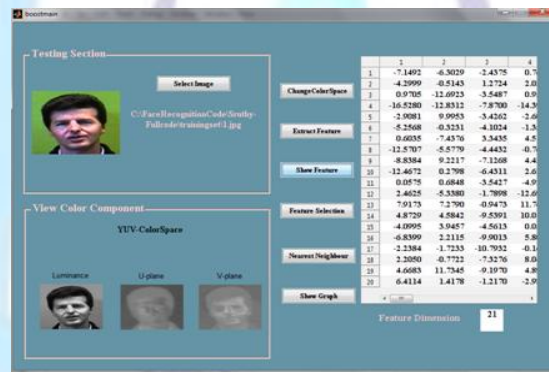 boostmain
Testing Section
Select Image
C:\FaceRecognitionCode\Sruthy-
Fullcode\trainingset\1.jpg
View Color Component
YUV-ColorSpace
Luminance U-plane V-plane
ChangeColorSpace
Extract Feature
Show Feature
Feature Selection
Nearest Neighbour
Show Graph
1 2 3 4
1 -7.1492 -6.3029 -2.4375
2 -4.2999 -0.5143 1.2724
3 0.9705 -12.6923 -3.5487
4 -16.5280 -12.8312 -7.8700
5 -2.9081 9.9953 -3.4262
6 -5.2568 -0.3231 -4.1024
7 0.6035 -7.4376 3.3435
8 -12.5707 -5.5779 -4.4432
9 -8.8384 9.2217 -7.1268
10 -12.4672 0.2798 -6.4311
11 0.0575 0.6848 -3.5427
12 2.4625 -5.3380 -1.7898
13 7.9173 7.2790 -0.9473
14 4.8729 4.5842 -9.5391
15 -4.0995 3.9457 -4.5613
16 -6.8399 2.2115 -9.9013
17 -2.2384 -1.7233 -10.7932
18 2.2050 -0.7722 -7.3276
19 4.6683 11.7345 -9.1970
20 6.4114 1.4178 -1.2170
Feature Dimension 21